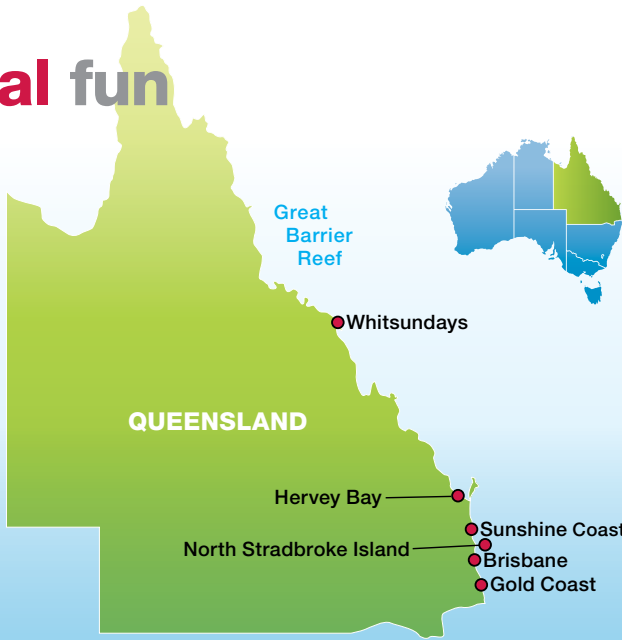 al fun
Great
Barrier
Reef
Whitsundays
QUEENSLAND
Hervey Bay
Sunshine Coast
North Stradbroke Island
Brisbane
Gold Coast